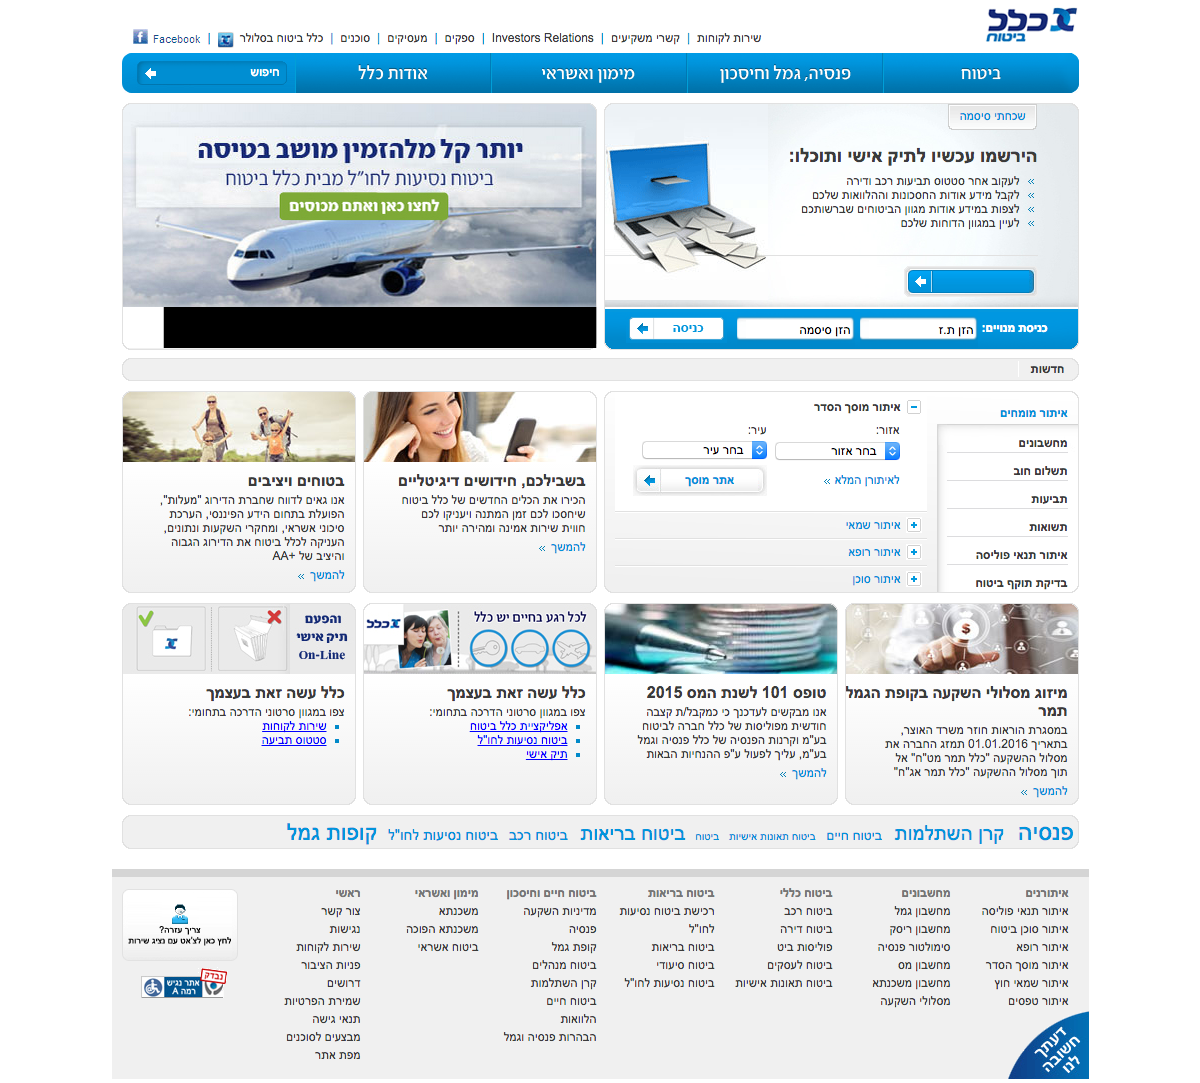 כלל
ביטוח
שירות לקוחות | קשרי משקיעים | Investors Relations | ספקים | מעסיקים | סוכנים | כלל ביטוח בסלולר | Facebook
ביטוח
פנסיה, גמל וחיסכון
מימון ואשראי
אודות כלל
חיפוש
שכחתי סיסמה
הירשמו עכשיו לתיק אישי ותוכלו:
לעקוב אחר סטטוס תביעות רכב ודירה
לקבל מידע אודות החסכונות וההלוואות שלכם
לצפות במידע אודות מגוון הביטוחים שברשותכם
לעיין במגוון הדוחות שלכם
כניסת מנויים:
הזן ת.ז
הזן סיסמה
כניסה
יותר קל מלהזמין מושב בטיסה
ביטוח נסיעות לחו"ל מבית כלל ביטוח
לחצו כאן ואתם מכוסים
חדשות
איתור מומחים
מחשבונים
תשלום חוב
תביעות
תשואות
איתור תנאי פוליסה
בדיקת תוקף ביטוח
איתור מוסך הסדר
אזור:
עיר:
בחר אזור
בחר עיר
לאיתורן המלא »
אתר מוסך
איתור שמאי
איתור רופא
איתור סוכן
בשבילכם, חידושים דיגיטליים
הכירו את הכלים החדשים של כלל ביטוח
שיחסכו לכם זמן המתנה ויעניקו לכם
חווית שירות אמינה ומהירה יותר
להמשך »
בטוחים ויציבים
אנו גאים לדווח שחברת הדירוג "מעלות",
הפועלת בתחום הידע הפיננסי, הערכת
סיכוני אשראי, ומחקרי השקעות ונתונים,
העניקה לכלל ביטוח את הדירוג הגבוה
והיציב של +AA
להמשך »
מיזוג מסלולי השקעה בקופת הגמל
תמר
במסגרת הוראות חוזר משרד האוצר,
בתאריך 01.01.2016 תמזג החברה את
מסלול ההשקעה "כלל תמר מט"ח" אל
תוך מסלול ההשקעה "כלל תמר אג"ח"
להמשך »
טופס 101 לשנת המס 2015
אנו מבקשים לעדכנך כי כמקבל/ת קצבה
חודשית מפוליסות של כלל חברה לביטוח
בע"מ וקרנות הפנסיה של כלל פנסיה וגמל
בע"מ, עליך לפעול ע"פ ההנחיות הבאות
להמשך »
לכל רגע בחיים יש כלל
כלל
כלל עשה זאת בעצמך
צפו במגוון סרטוני הדרכה בתחומי:
אפליקציית כלל ביטוח
ביטוח נסיעות לחו"ל
תיק אישי
והפעם
תיק אישי
On-Line
כלל עשה זאת בעצמך
צפו במגוון סרטוני הדרכה בתחומי:
שירות לקוחות
סטטוס תביעה
פנסיה קרן השתלמות ביטוח חיים ביטוח תאונות אישיות ביטוח ביטוח בריאות ביטוח רכב ביטוח נסיעות לחו"ל קופות גמל
איתורנים
איתור תנאי פוליסה
איתור סוכן ביטוח
איתור רופא
איתור מוסך הסדר
איתור שמאי חוץ
איתור טפסים
מחשבונים
מחשבון גמל
מחשבון ריסק
סימולטור פנסיה
מחשבון מס
מחשבון משכנתא
מסלולי השקעה
ביטוח כללי
ביטוח רכב
ביטוח דירה
פוליסות ביט
ביטוח לעסקים
ביטוח תאונות אישיות
ביטוח בריאות
רכישת ביטוח נסיעות
לחו"ל
ביטוח בריאות
ביטוח סיעודי
ביטוח נסיעות לחו"ל
ביטוח חיים וחיסכון
מדיניות השקעה
פנסיה
קופת גמל
ביטוח מנהלים
קרן השתלמות
ביטוח חיים
הלוואות
הבהרות פנסיה וגמל
מימון ואשראי
משכנתא
משכנתא הפוכה
ביטוח אשראי
ראשי
צור קשר
נגישות
שירות לקוחות
פניות הציבור
דרושים
שמירת הפרטיות
תנאי גישה
מבצעים לסוכנים
מפת אתר
צריך עזרה?
לחץ כאן לצ'אט עם נציג שירות
נבדק
אתר נגיש
רמה A
דעתך
חשובה
לנו